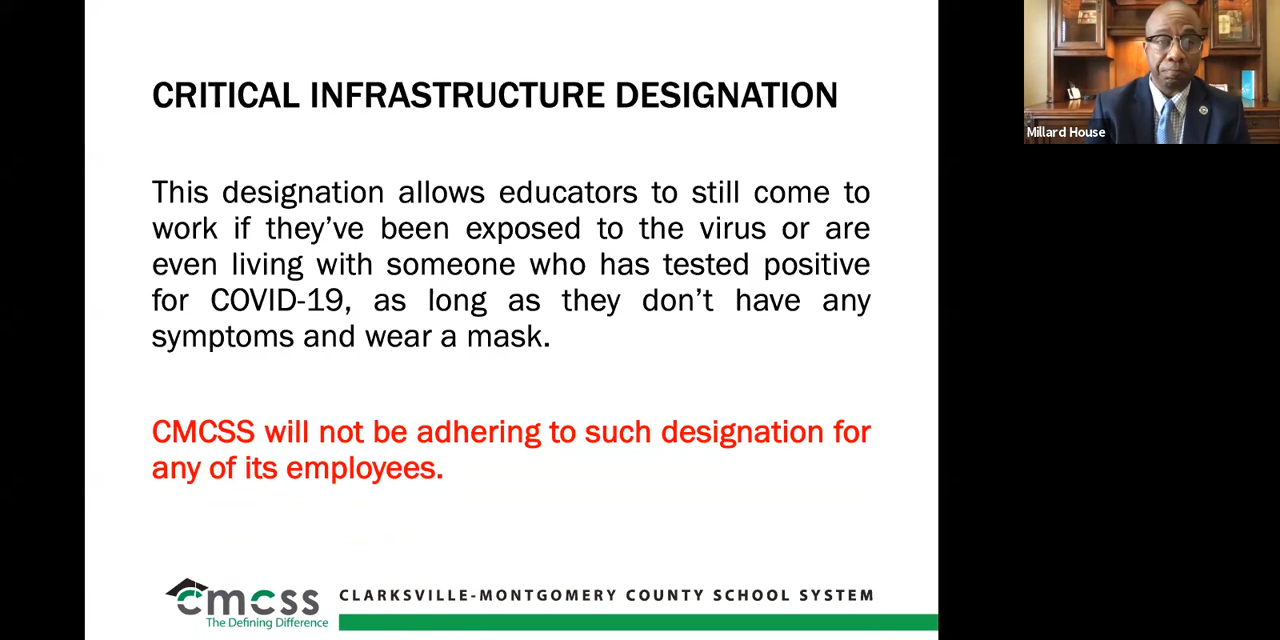 CRITICAL INFRASTRUCTURE DESIGNATION
This designation allows educators to still come to
work if they’ve been exposed to the virus or are
even living with someone who has tested positive
for COVID-19, as long as they don’t have any
symptoms and wear a mask.
CMCSS will not be adhering to such designation for
any of its employees.
cmcss
The Defining Difference
CLARKSVILLE-MONTGOMERY COUNTY SCHOOL SYSTEM
Millard House